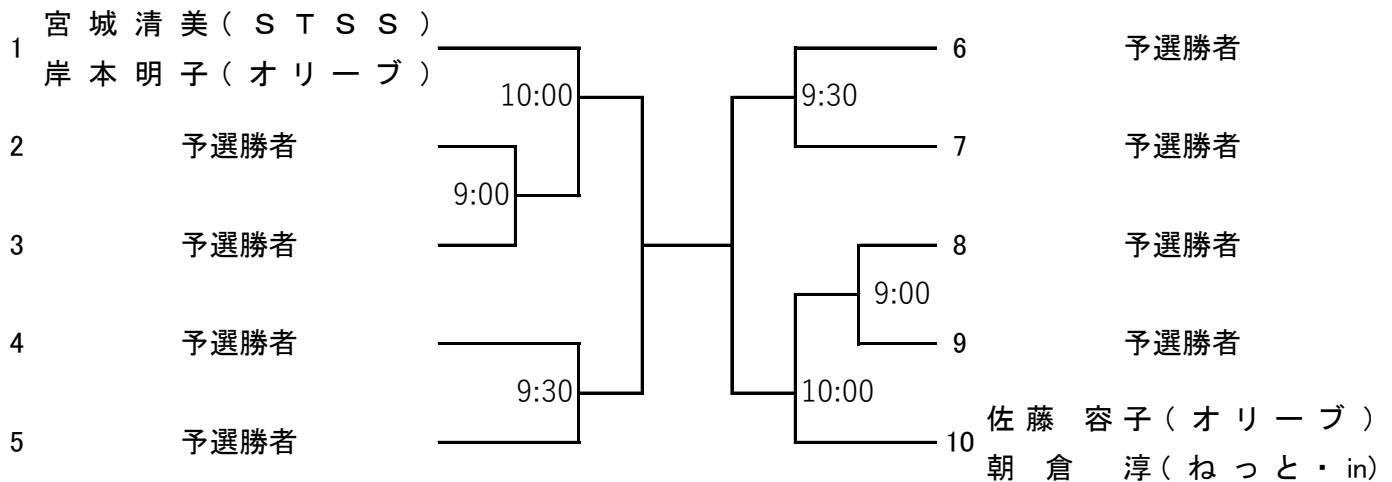 宮城清美(STSS)
1
岸本明子(オリーブ)
10:00
2 予選勝者
9:00
3 予選勝者
4 予選勝者
9:30
5 予選勝者
6 予選勝者
9:30
7 予選勝者
8 予選勝者
9:00
9 予選勝者
10:00
佐藤 容子(オリーブ)
10
朝倉 淳(ねっと・in)